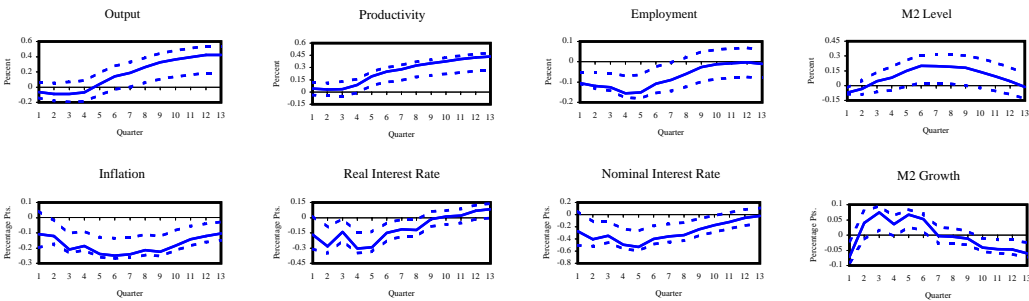 Output
Percent
0.6
0.4
0.2
0
-0.2
1 2 3 4 5 6 7 8 9 10 11 12 13
Quarter
Productivity
Percent
0.6
0.45
0.3
0.15
0
-0.15
1 2 3 4 5 6 7 8 9 10 11 12 13
Quarter
Employment
Percent
0.1
0
-0.1
-0.2
1 2 3 4 5 6 7 8 9 10 11 12 13
Quarter
M2 Level
Percent
0.45
0.3
0.15
0
-0.15
1 2 3 4 5 6 7 8 9 10 11 12 13
Quarter
Inflation
Percentage Pts.
0.1
0
-0.1
-0.2
-0.3
1 2 3 4 5 6 7 8 9 10 11 12 13
Quarter
Real Interest Rate
Percentage Pts.
0.15
0
-0.15
-0.3
-0.45
1 2 3 4 5 6 7 8 9 10 11 12 13
Quarter
Nominal Interest Rate
Percentage Pts.
0.2
0
-0.2
-0.4
-0.6
-0.8
1 2 3 4 5 6 7 8 9 10 11 12 13
Quarter
M2 Growth
Percentage Pts.
0.1
0.05
0
-0.05
-0.1
1 2 3 4 5 6 7 8 9 10 11 12 13
Quarter